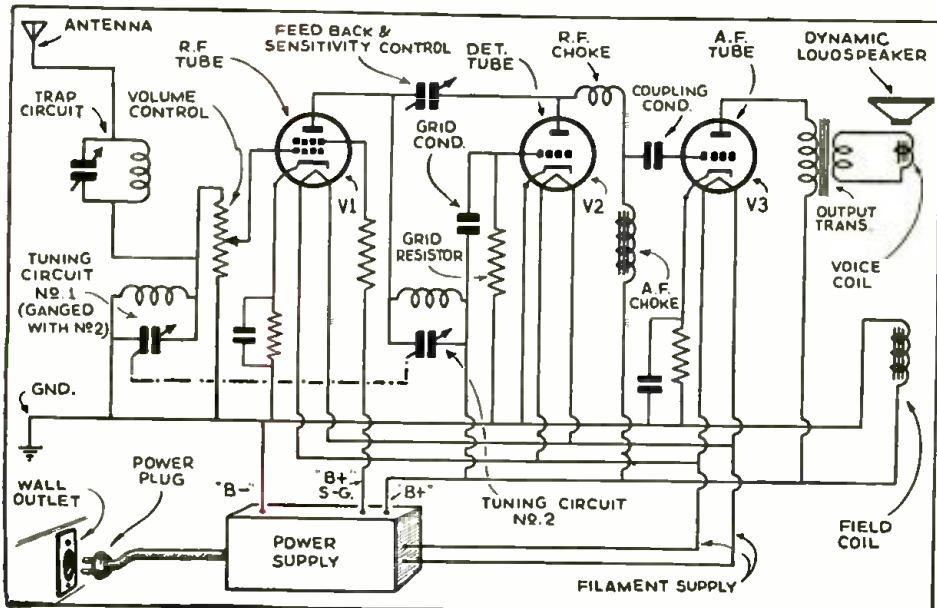 ANTENNA
R.F.
TUBE
FEED BACK &
SENSITIVITY CONTROL
DET.
TUBE
R.F.
CHOKE
A.F.
TUBE
DYNAMIC
LOUDSPEAKER
TRAP
CIRCUIT
VOLUME
CONTROL
GRID
COND.
COUPLING
COND.
V1
V2
V3
OUTPUT
TRANS.
GRID
RESISTOR
TUNING
CIRCUIT
Nº.1
(GANGED
WITH Nº2)
A.F.
CHOKE
VOICE
COIL
GND.
WALL
OUTLET
POWER
PLUG
"B-"
"B+"
S-G.
"B+"
TUNING CIRCUIT
Nº.2
FIELD
COIL
POWER
SUPPLY
FILAMENT SUPPLY